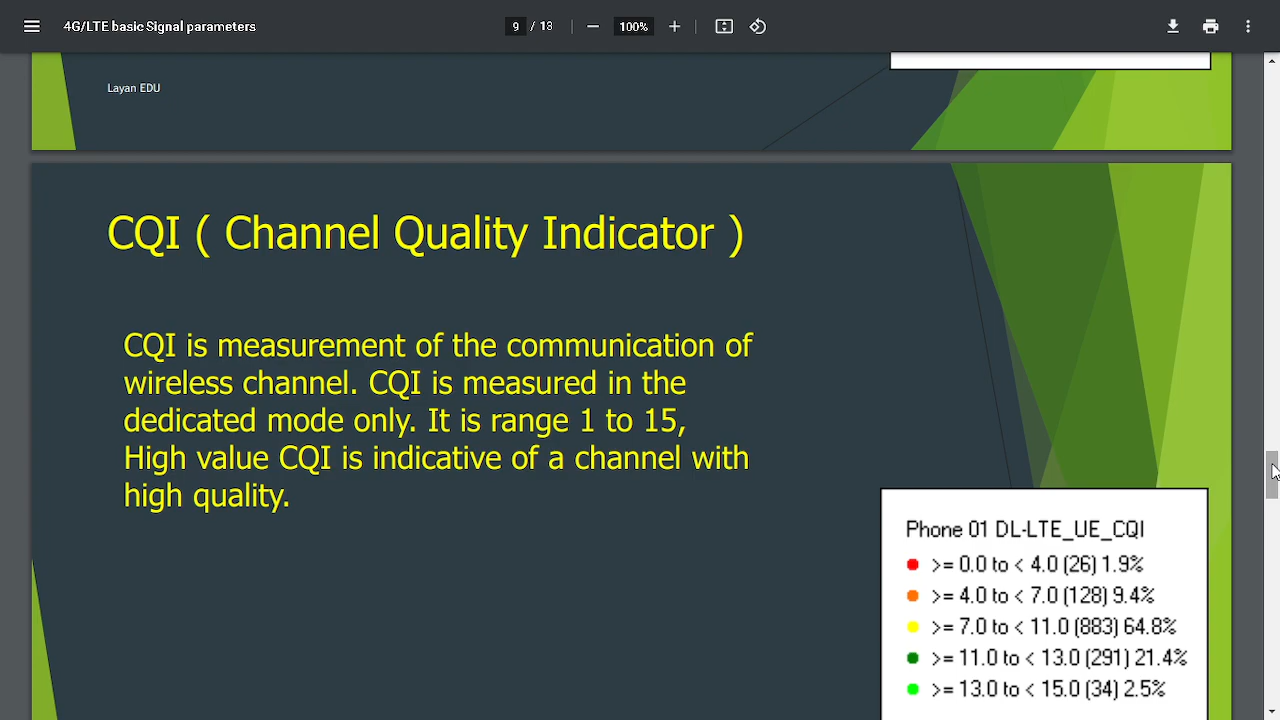 4G/LTE basic Signal parameters
9 / 18
100%
Layan EDU
CQI ( Channel Quality Indicator )
CQI is measurement of the communication of
wireless channel. CQI is measured in the
dedicated mode only. It is range 1 to 15,
High value CQI is indicative of a channel with
high quality.
Phone 01 DL-LTE_UE_CQI
>= 0.0 to < 4.0 (26) 1.9%
>= 4.0 to < 7.0 (128) 9.4%
>= 7.0 to < 11.0 (883) 64.8%
>= 11.0 to < 13.0 (291) 21.4%
>= 13.0 to < 15.0 (34) 2.5%